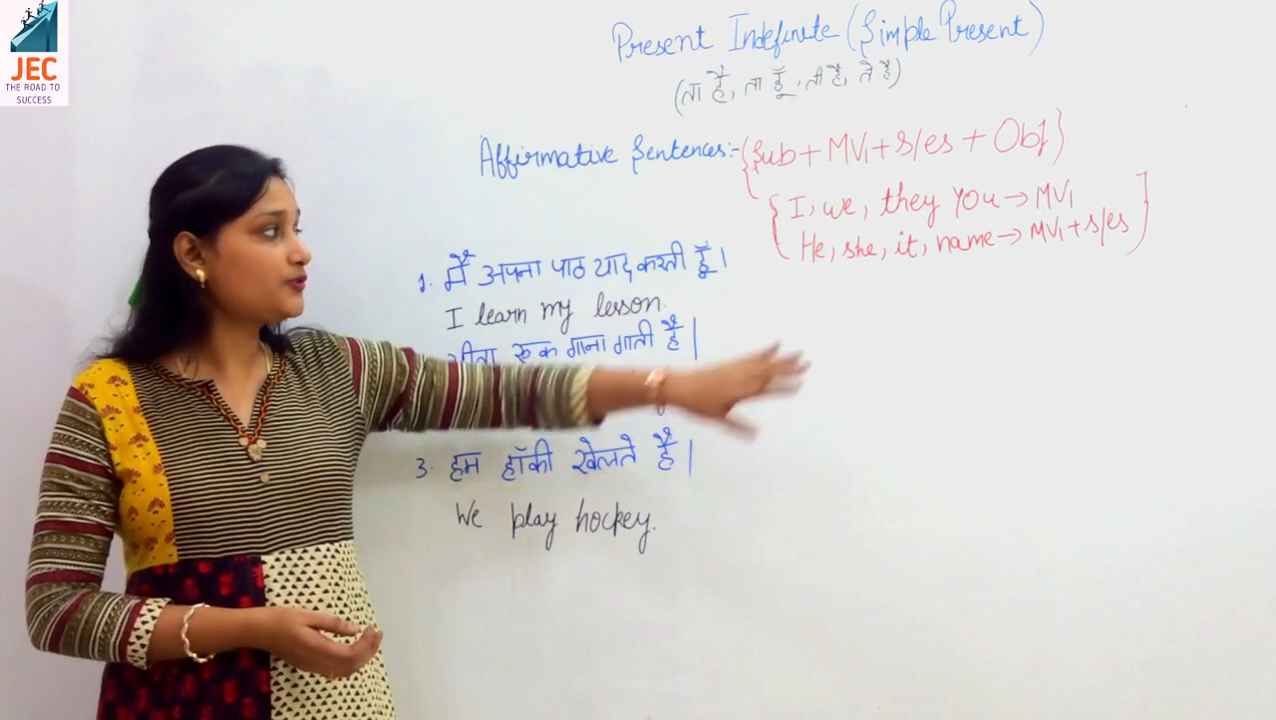 JEC
THE ROAD TO
SUCCESS
Present Indefinite (Simple Present)
(ता है, ता हूँ, ती है, ते है)
Affirmative Sentences:- {Sub + MV1 + s/es + Obj}
{I, we, they You → MV1
He, she, it, name → MV1 + s/es}
1. मैं अपना पाठ याद करती हूँ।
I learn my lesson.
एक गाना गाती है।
3. हम हॉकी खेलते है।
We play hockey.